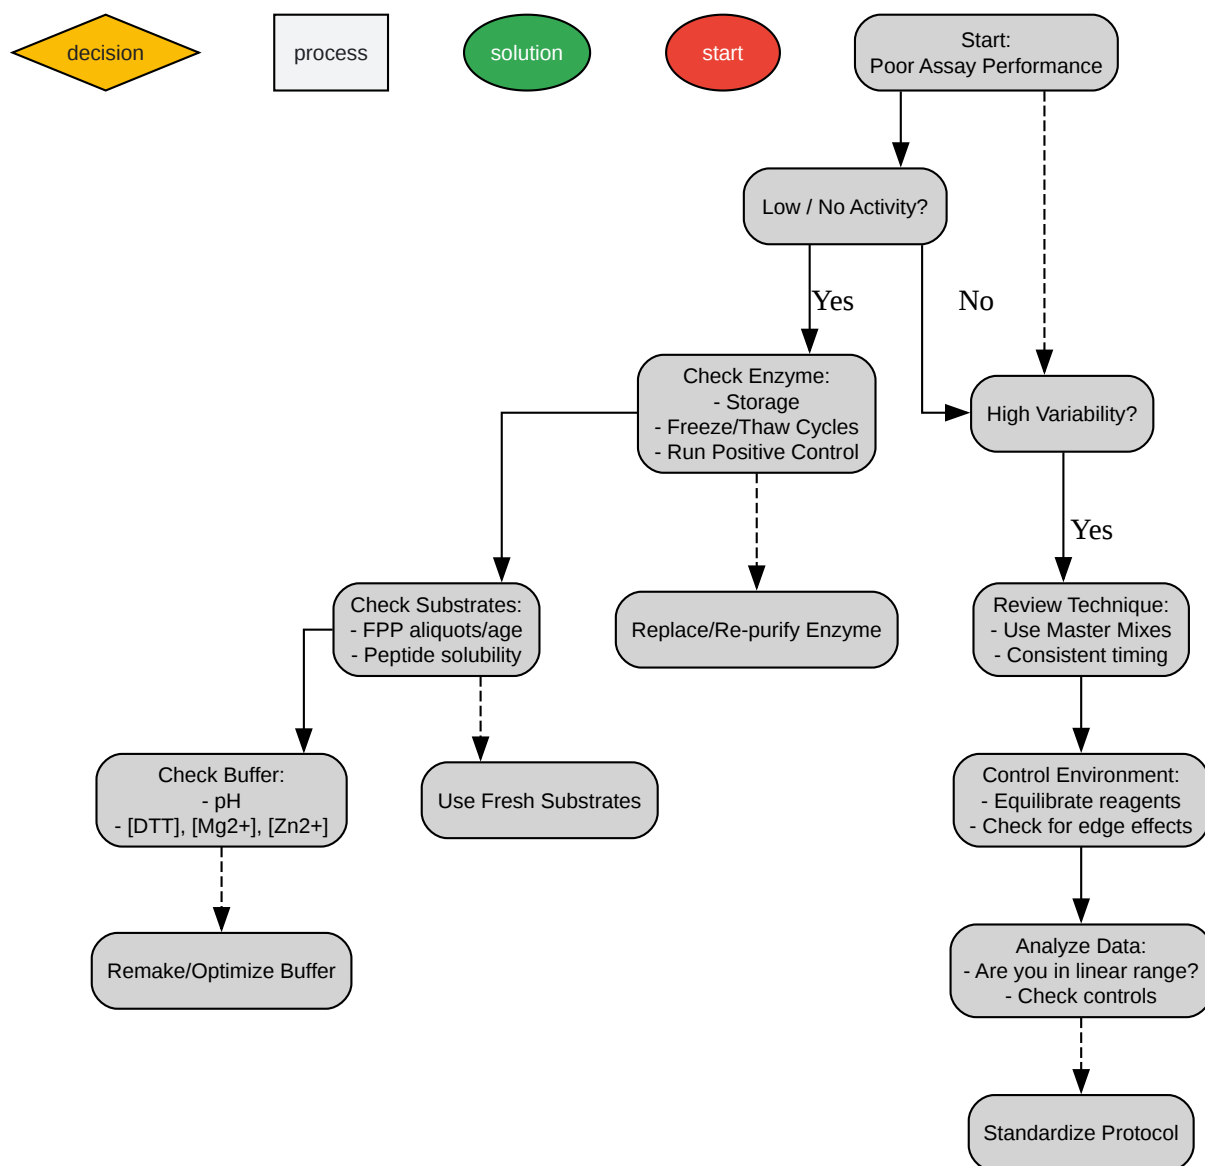 decision
process
solution
start
Start:
Poor Assay Performance
Low / No Activity?
Yes
No
Check Enzyme:
- Storage
- Freeze/Thaw Cycles
- Run Positive Control
High Variability?
Yes
Check Substrates:
- FPP aliquots/age
- Peptide solubility
Replace/Re-purify Enzyme
Review Technique:
- Use Master Mixes
- Consistent timing
Check Buffer:
- pH
- [DTT], [Mg2+], [Zn2+]
Use Fresh Substrates
Control Environment:
- Equilibrate reagents
- Check for edge effects
Remake/Optimize Buffer
Analyze Data:
- Are you in linear range?
- Check controls
Standardize Protocol